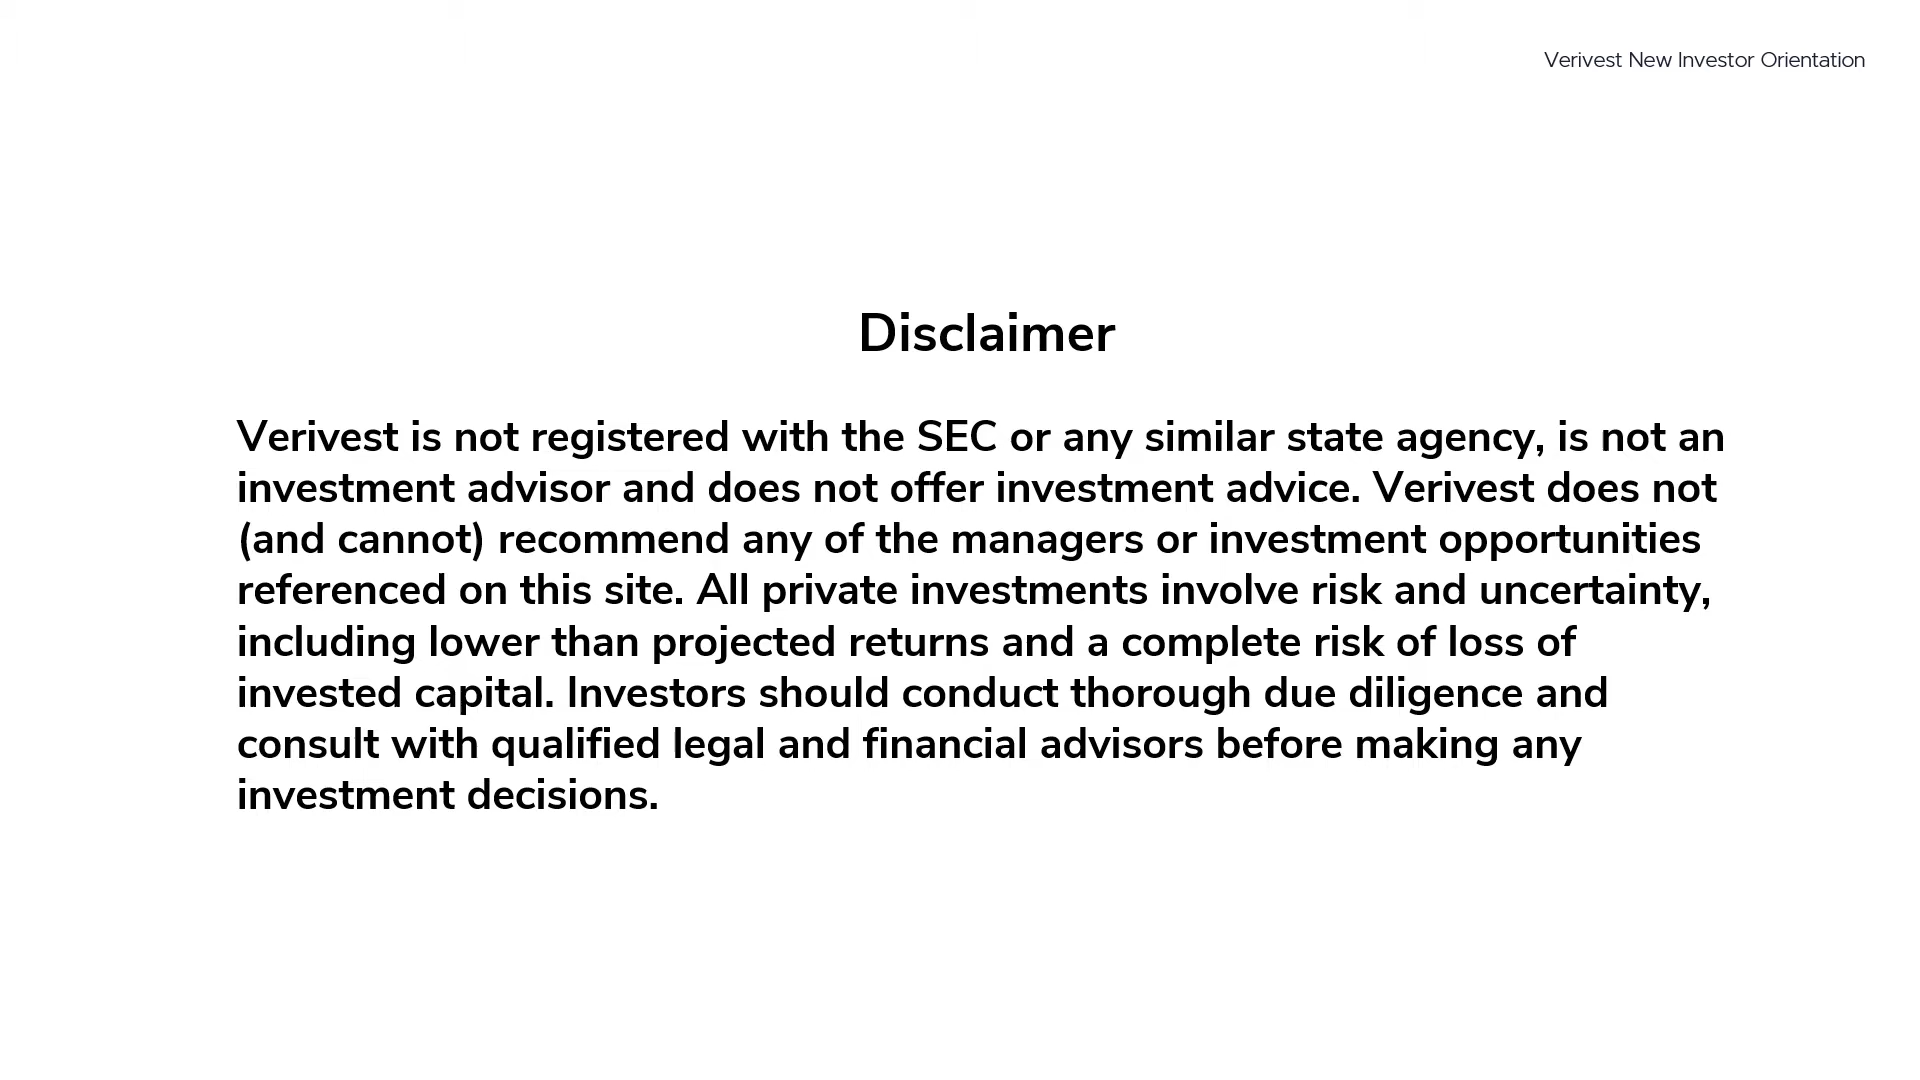 Verivest New Investor Orientation
Disclaimer
Verivest is not registered with the SEC or any similar state agency, is not an
investment advisor and does not offer investment advice. Verivest does not
(and cannot) recommend any of the managers or investment opportunities
referenced on this site. All private investments involve risk and uncertainty,
including lower than projected returns and a complete risk of loss of
invested capital. Investors should conduct thorough due diligence and
consult with qualified legal and financial advisors before making any
investment decisions.